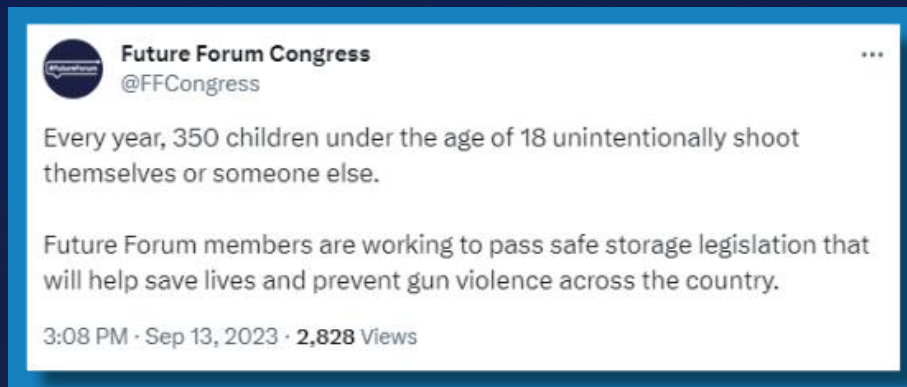 Future Forum Congress
@FFCongress
Every year, 350 children under the age of 18 unintentionally shoot
themselves or someone else.
Future Forum members are working to pass safe storage legislation that
will help save lives and prevent gun violence across the country.
3:08 PM · Sep 13, 2023 · 2,828 Views